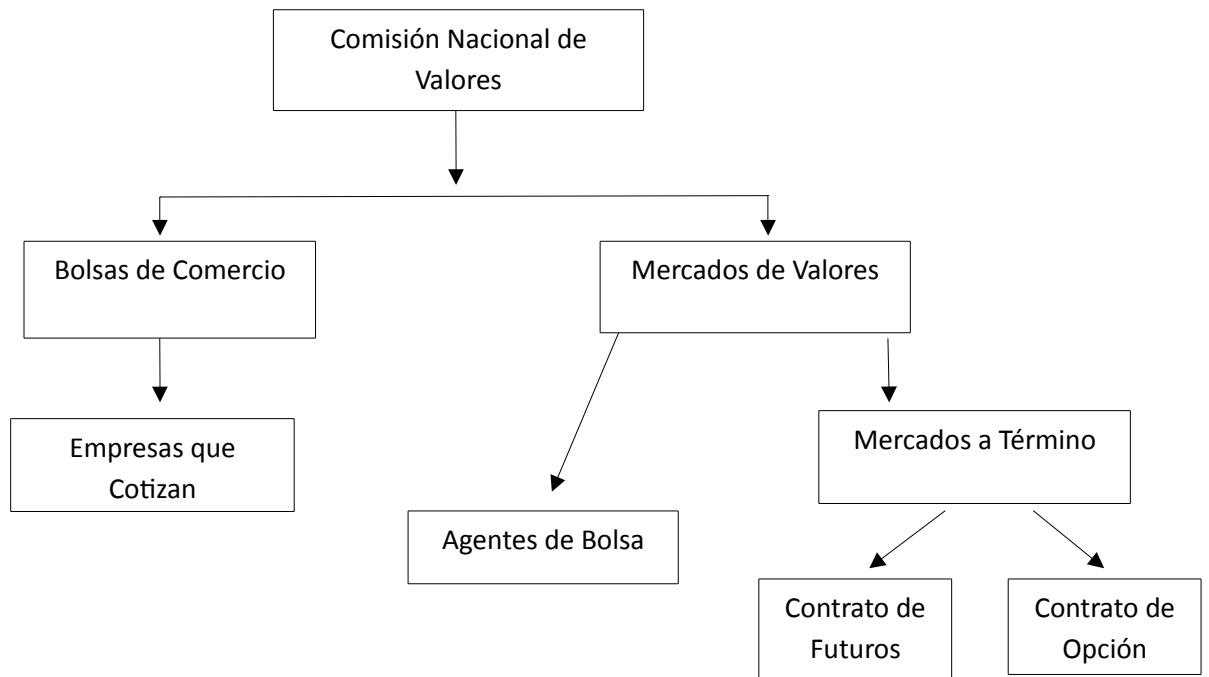 Comisión Nacional de
Valores
Bolsas de Comercio
Mercados de Valores
Empresas que
Cotizan
Mercados a Término
Agentes de Bolsa
Contrato de
Futuros
Contrato de
Opción